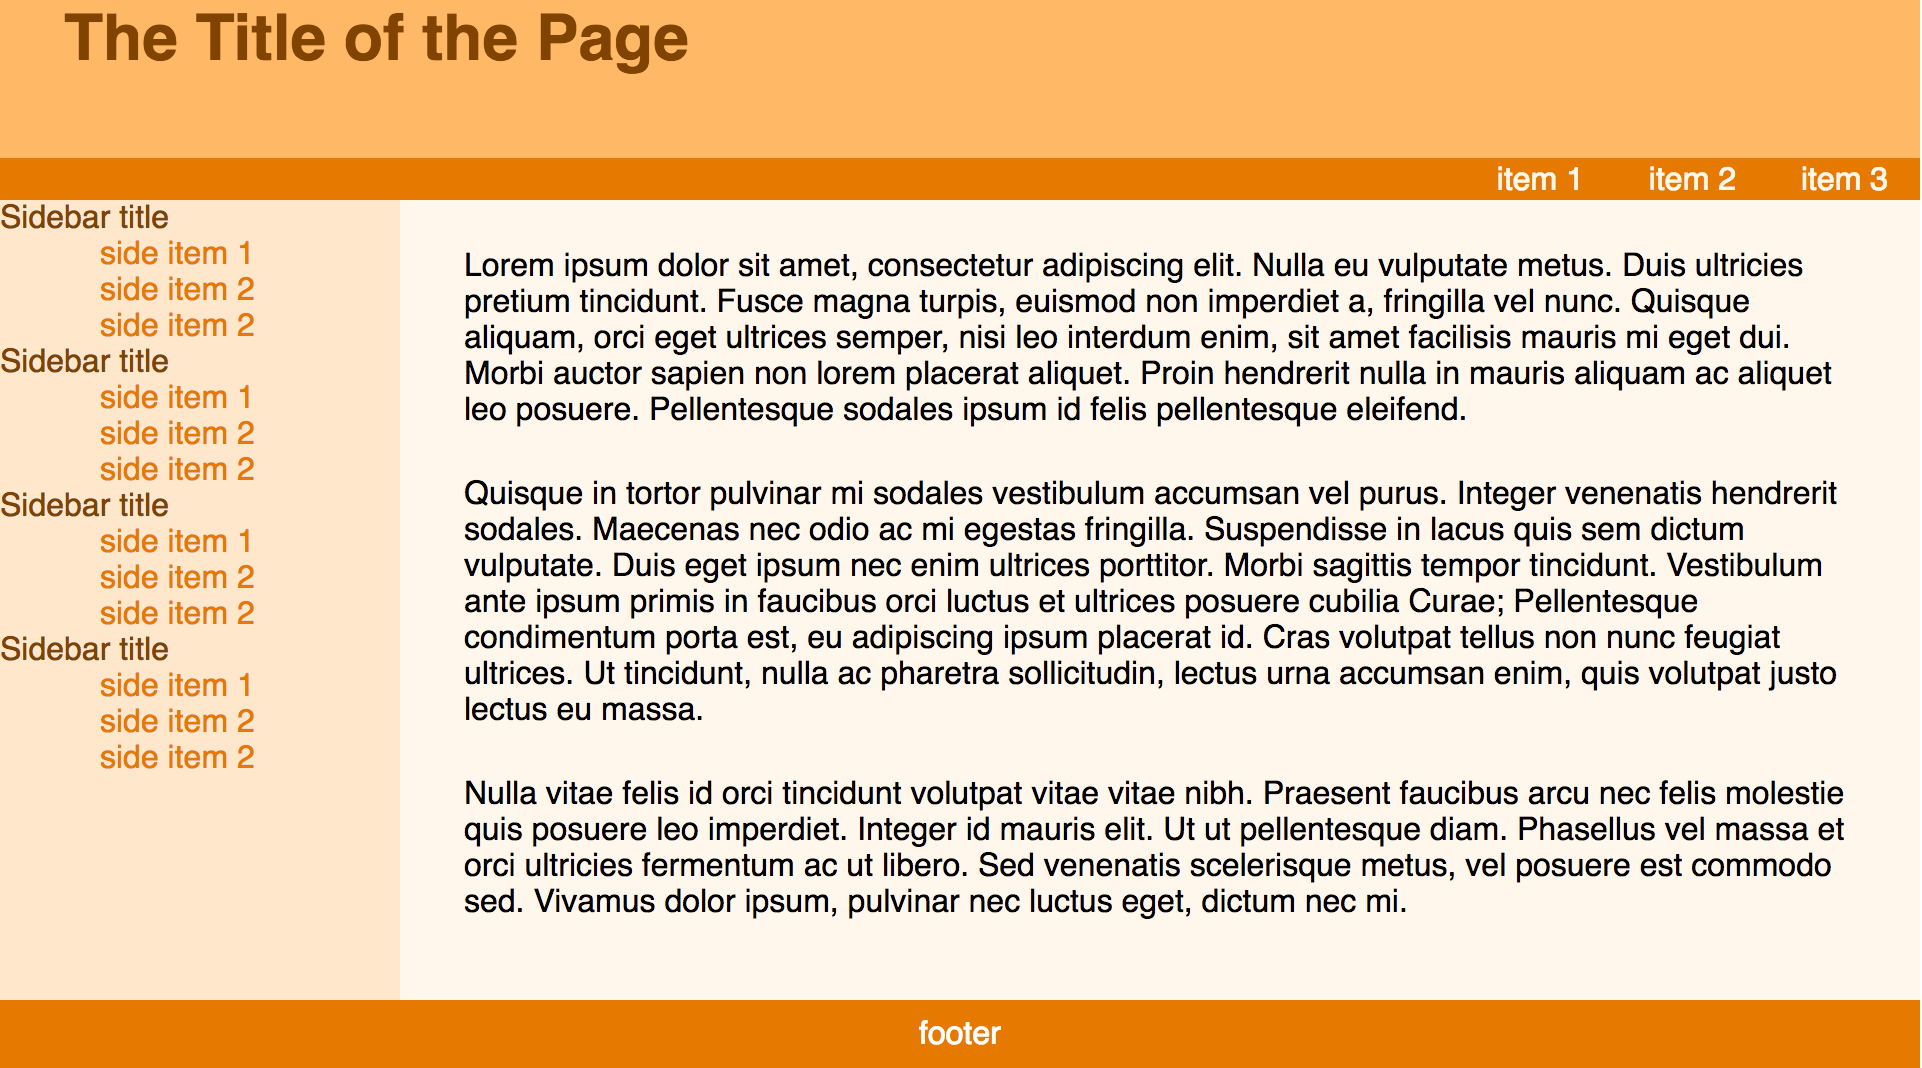 The Title of the Page
item 1 item 2 item 3
Sidebar title
side item 1
side item 2
side item 2
Sidebar title
side item 1
side item 2
side item 2
Sidebar title
side item 1
side item 2
side item 2
Sidebar title
side item 1
side item 2
side item 2
Lorem ipsum dolor sit amet, consectetur adipiscing elit. Nulla eu vulputate metus. Duis ultricies
pretium tincidunt. Fusce magna turpis, euismod non imperdiet a, fringilla vel nunc. Quisque
aliquam, orci eget ultrices semper, nisi leo interdum enim, sit amet facilisis mauris mi eget dui.
Morbi auctor sapien non lorem placerat aliquet. Proin hendrerit nulla in mauris aliquam ac aliquet
leo posuere. Pellentesque sodales ipsum id felis pellentesque eleifend.
Quisque in tortor pulvinar mi sodales vestibulum accumsan vel purus. Integer venenatis hendrerit
sodales. Maecenas nec odio ac mi egestas fringilla. Suspendisse in lacus quis sem dictum
vulputate. Duis eget ipsum nec enim ultrices porttitor. Morbi sagittis tempor tincidunt. Vestibulum
ante ipsum primis in faucibus orci luctus et ultrices posuere cubilia Curae; Pellentesque
condimentum porta est, eu adipiscing ipsum placerat id. Cras volutpat tellus non nunc feugiat
ultrices. Ut tincidunt, nulla ac pharetra sollicitudin, lectus urna accumsan enim, quis volutpat justo
lectus eu massa.
Nulla vitae felis id orci tincidunt volutpat vitae vitae nibh. Praesent faucibus arcu nec felis molestie
quis posuere leo imperdiet. Integer id mauris elit. Ut ut pellentesque diam. Phasellus vel massa et
orci ultricies fermentum ac ut libero. Sed venenatis scelerisque metus, vel posuere est commodo
sed. Vivamus dolor ipsum, pulvinar nec luctus eget, dictum nec mi.
footer